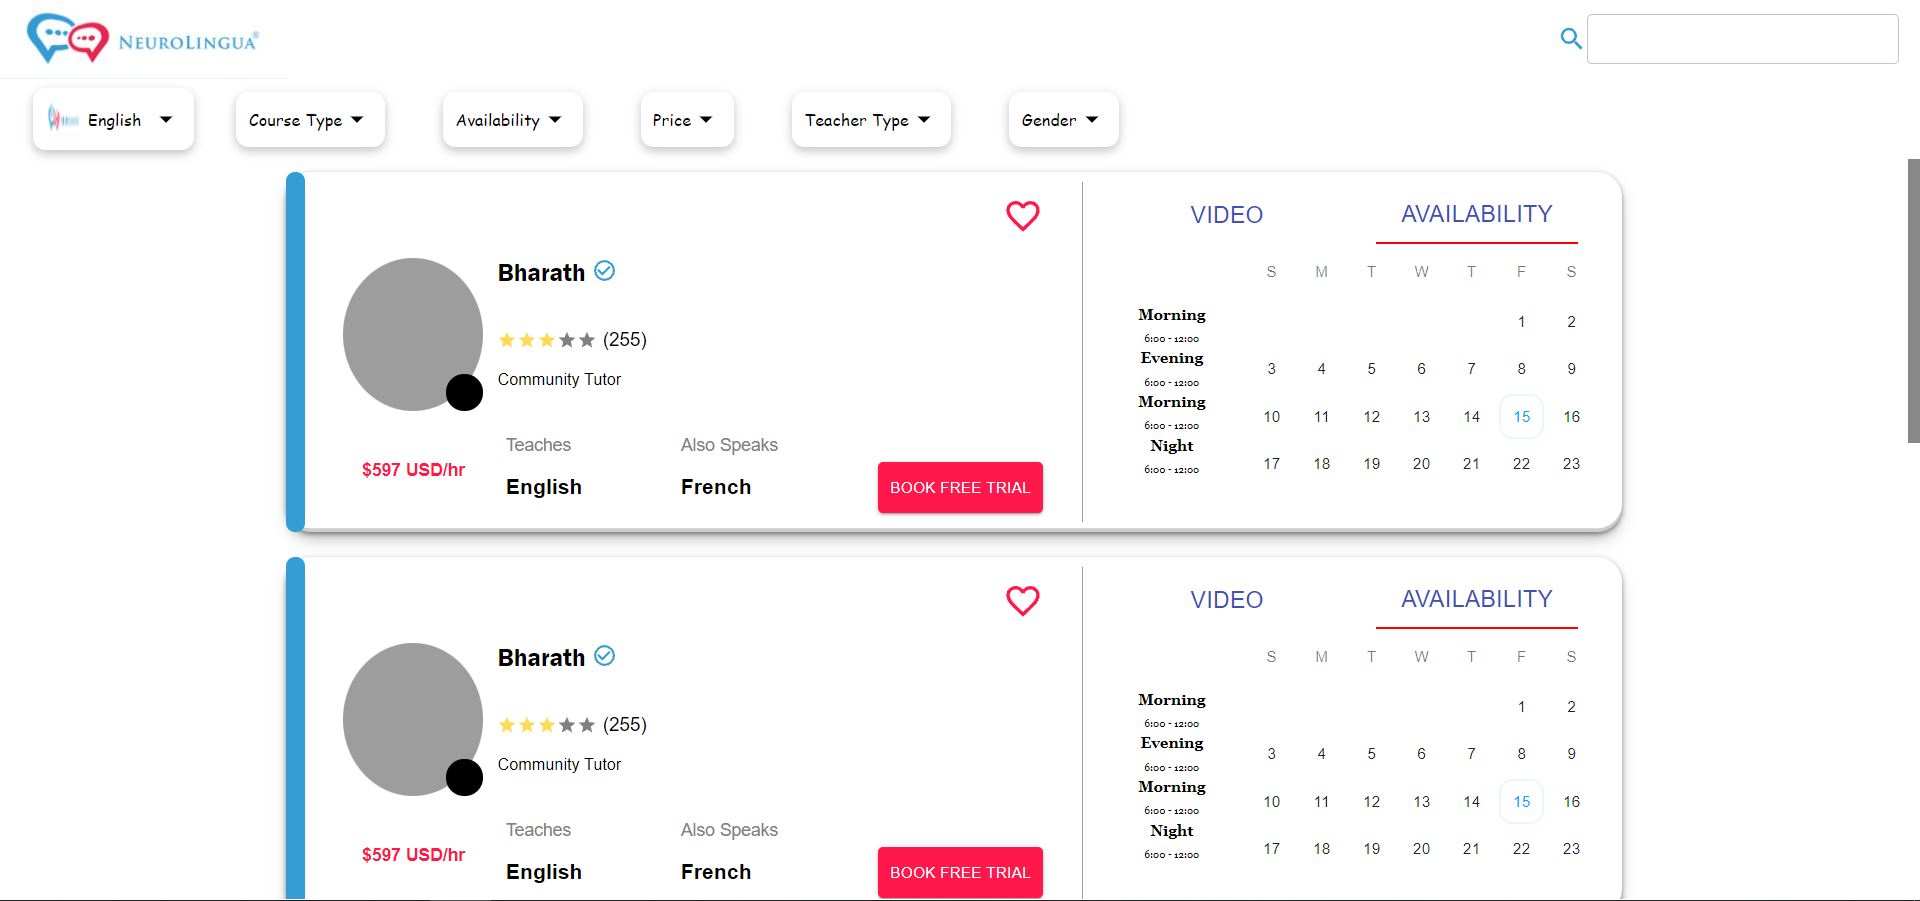 NEUROLINGUA®
English
Course Type
Availability
Price
Teacher Type
Gender
Bharath
(255)
Community Tutor
$597 USD/hr
Teaches
English
Also Speaks
French
BOOK FREE TRIAL
VIDEO
AVAILABILITY
S M T W T F S
Morning
6:00 - 12:00
Evening
6:00 - 12:00
Morning
6:00 - 12:00
Night
6:00 - 12:00
1 2
3 4 5 6 7 8 9
10 11 12 13 14 15 16
17 18 19 20 21 22 23
Bharath
(255)
Community Tutor
$597 USD/hr
Teaches
English
Also Speaks
French
BOOK FREE TRIAL
VIDEO
AVAILABILITY
S M T W T F S
Morning
6:00 - 12:00
Evening
6:00 - 12:00
Morning
6:00 - 12:00
Night
6:00 - 12:00
1 2
3 4 5 6 7 8 9
10 11 12 13 14 15 16
17 18 19 20 21 22 23